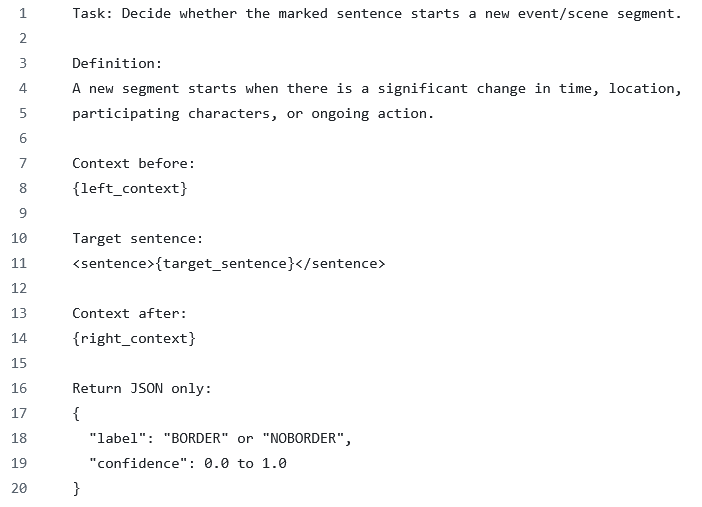 1 Task: Decide whether the marked sentence starts a new event/scene segment.
2
3 Definition:
4 A new segment starts when there is a significant change in time, location,
5 participating characters, or ongoing action.
6
7 Context before:
8 {left_context}
9
10 Target sentence:
11 <sentence>{target_sentence}</sentence>
12
13 Context after:
14 {right_context}
15
16 Return JSON only:
17 {
18   "label": "BORDER" or "NOBORDER",
19   "confidence": 0.0 to 1.0
20 }